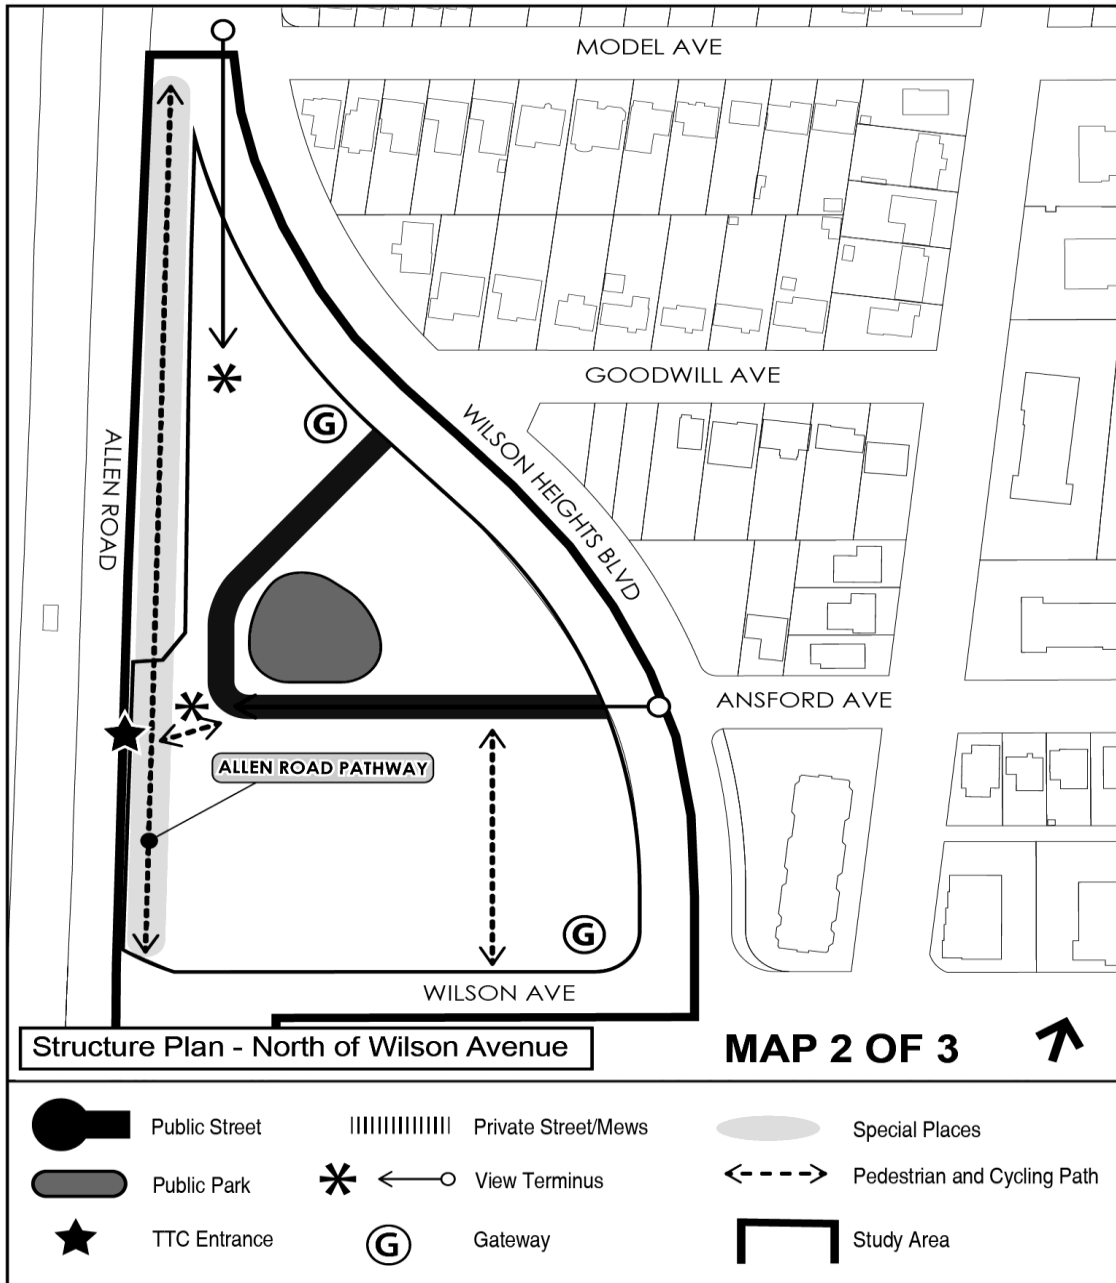 MODEL AVE
GOODWILL AVE
WILSON HEIGHTS BLVD
ALLEN ROAD
G
ANSFORD AVE
ALLEN ROAD PATHWAY
G
WILSON AVE
Structure Plan - North of Wilson Avenue
MAP 2 OF 3
Public Street
Private Street/Mews
Special Places
Public Park
View Terminus
Pedestrian and Cycling Path
TTC Entrance
G
Gateway
Study Area